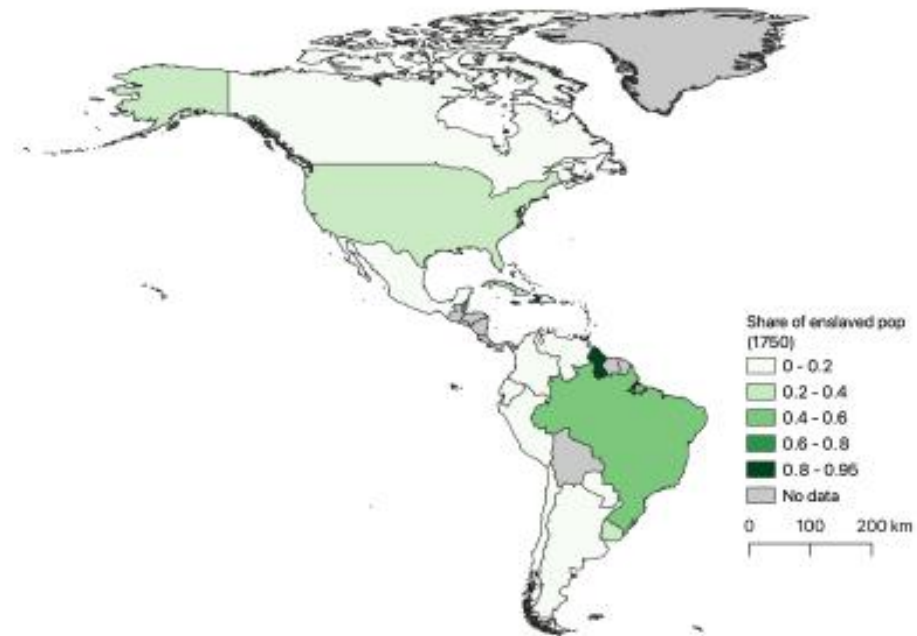 Share of enslaved pop
(1750)
0 - 0.2
0.2 - 0.4
0.4 - 0.6
0.6 - 0.8
0.8 - 0.95
No data
0 100 200 km